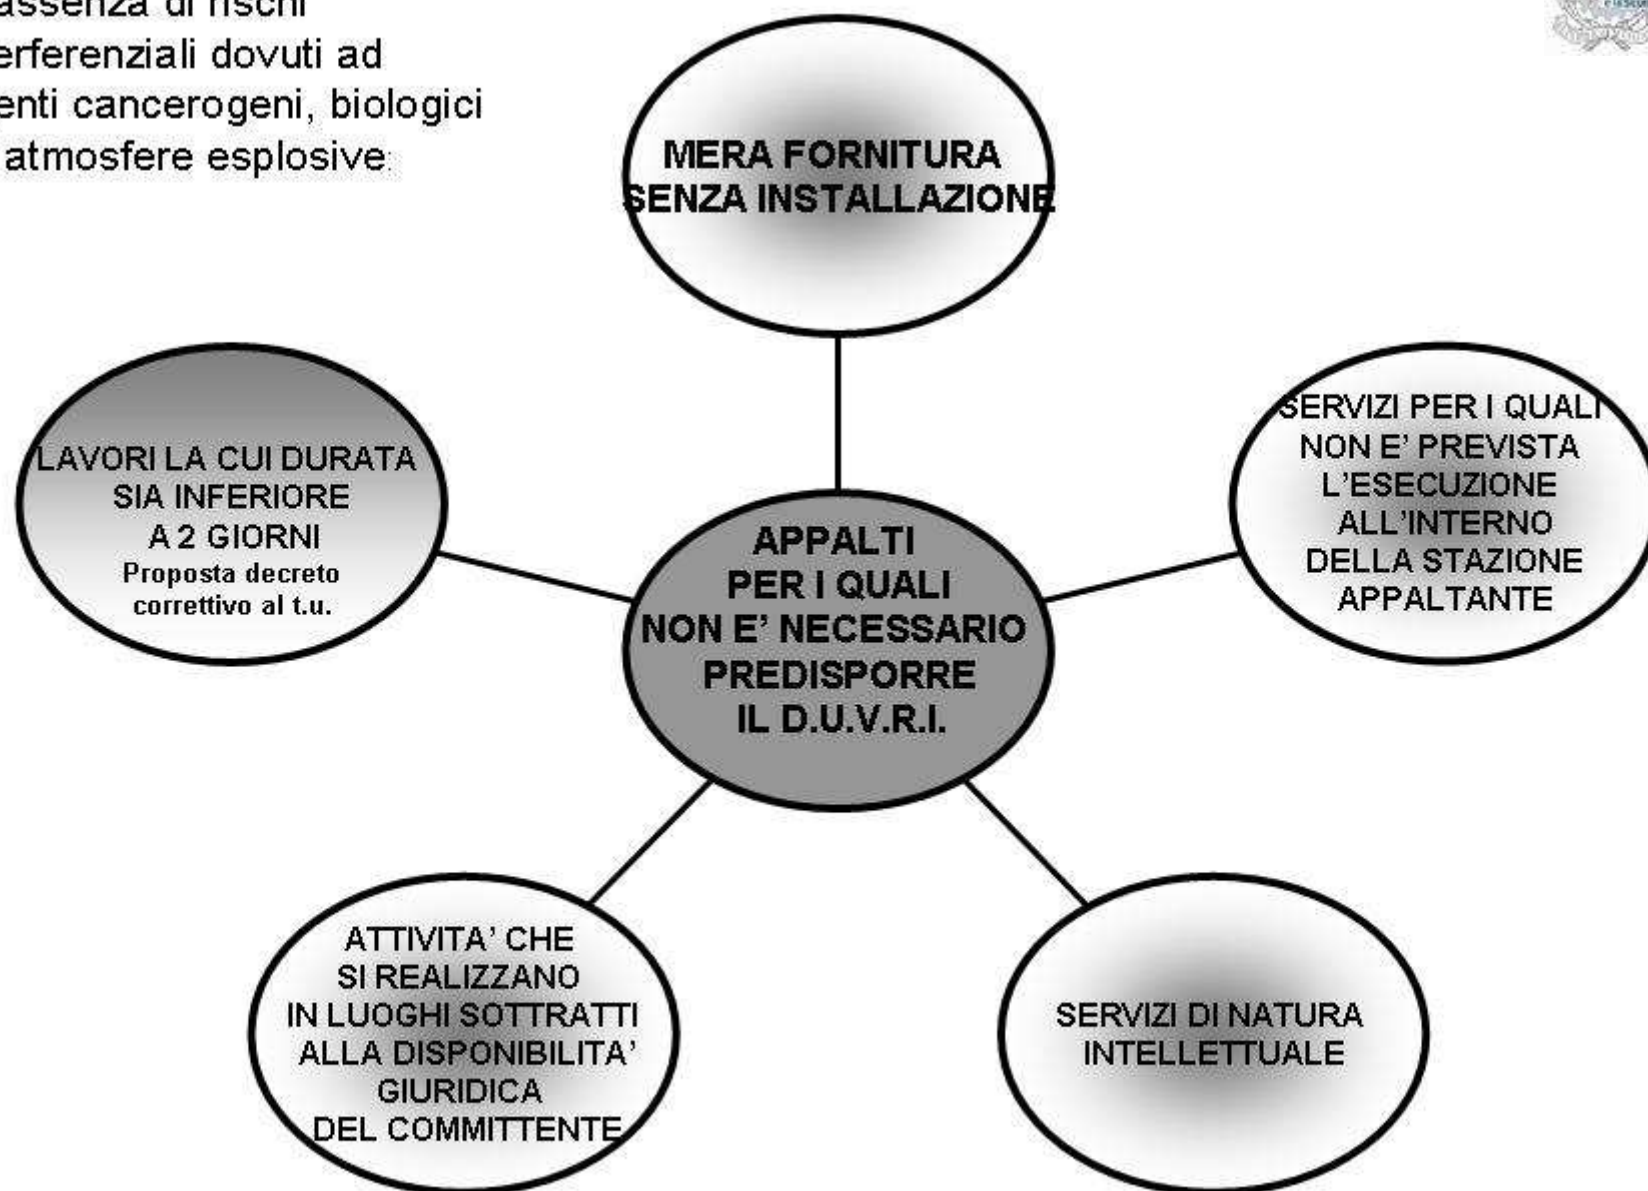 assenza di rischi
erferenziali dovuti ad
enti cancerogeni, biologici
atmosfere esplosive:
MERA FORNITURA
SENZA INSTALLAZIONE
LAVORI LA CUI DURATA
SIA INFERIORE
A 2 GIORNI
Proposta decreto
correttivo al t.u.
SERVIZI PER I QUALI
NON E' PREVISTA
L'ESECUZIONE
ALL'INTERNO
DELLA STAZIONE
APPALTANTE
APPALTI
PER I QUALI
NON E' NECESSARIO
PREDISPORRE
IL D.U.V.R.I.
ATTIVITA' CHE
SI REALIZZANO
IN LUOGHI SOTTRATTI
ALLA DISPONIBILITA'
GIURIDICA
DEL COMMITTENTE
SERVIZI DI NATURA
INTELLETTUALE